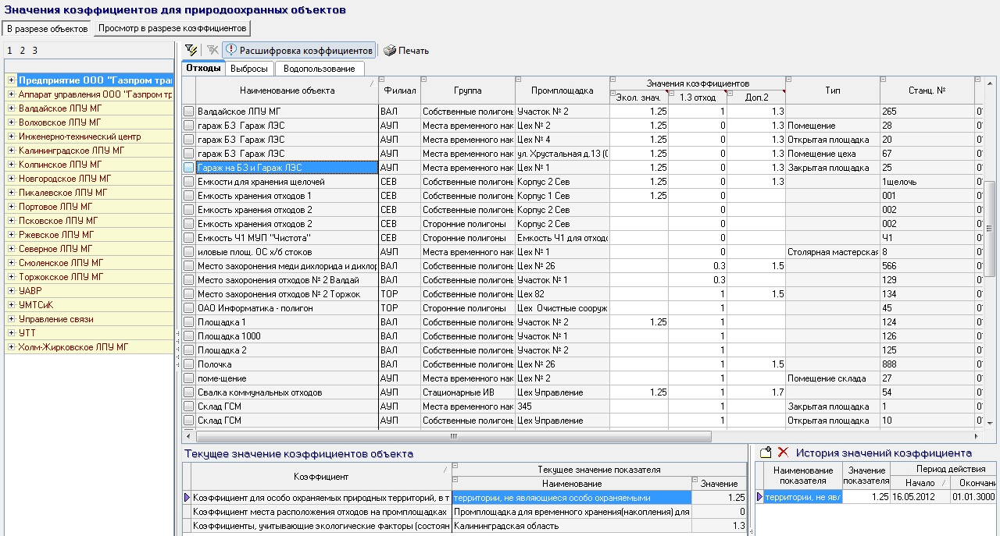 Значения коэффициентов для природоохранных объектов
В разрезе объектов Просмотр в разрезе коэффициентов
1 2 3
Предприятие ООО "Газпром тра
Аппарат управления ООО "Газпром тр
Валдайское ЛПУ МГ
Волховское ЛПУ МГ
Инженерно-технический центр
Калининградское ЛПУ МГ
Колпинское ЛПУ МГ
Новгородское ЛПУ МГ
Пикалевское ЛПУ МГ
Портовое ЛПУ МГ
Псковское ЛПУ МГ
Ржевское ЛПУ МГ
Северное ЛПУ МГ
Смоленское ЛПУ МГ
Торжокское ЛПУ МГ
УАВР
УМТСиК
Управление связи
УТТ
Холм-Жирковское ЛПУ МГ
Расшифровка коэффициентов Печать
Отходы Выбросы Водопользование
Наименование объекта Филиал Группа Промплощадка Значения коэффициентов Тип Станц. №
Экол. знач. 1.3 отход Доп.2
Валдайское ЛПУ МГ ВАЛ Собственные полигоны Участок № 2 1.25 1 1.3 265
гараж БЗ Гараж ЛЭС АУП Места временного нак Цех № 2 1.25 0 1.3 Помещение 28
гараж БЗ Гараж ЛЭС АУП Места временного нак Цех № 4 1.25 0 1.3 Открытая площадка 20
гараж БЗ Гараж ЛЭС АУП Места временного нак ул. Хрустальная д.13 (С 1.25 0 1.3 Помещение цеха 67
Гараж на БЗ и Гараж ЛЭС АУП Места временного нак Цех № 1 1.25 0 1.3 Закрытая площадка 25
Емкости для хранения щелочей СЕВ Собственные полигоны Корпус 2 Сев 1.25 0 1.3 1щелочь
Емкость хранения отходов 1 СЕВ Собственные полигоны Корпус 1 Сев 1.25 0 001
Емкость хранения отходов 2 СЕВ Собственные полигоны Корпус 2 Сев 0 002
Емкость хранения отходов 2 СЕВ Сторонние полигоны Корпус 2 Сев 0 002
Емкость Ч1 МУП "Чистота" СЕВ Сторонние полигоны Емкость Ч1 для отходо 0 Ч1
иловые площ. ОС х/б стоков АУП Места временного нак Цех № 1 0 Столярная мастерская 8
Место захоронения меди дихлорида и дихлор ВАЛ Собственные полигоны Цех № 26 0.3 1.5 566
Место захоронения отходов № 2 Валдай ВАЛ Собственные полигоны Участок № 1 0.3 129
Место захоронения отходов № 2 Торжок ТОР Собственные полигоны Цех 82 1 1.5 134
ОАО Информатика - полигон ТОР Сторонние полигоны Цех Очистные сооруж 1 45
Площадка 1 ВАЛ Собственные полигоны Участок № 2 1.25 1 124
Площадка 1000 ВАЛ Собственные полигоны Участок № 1 1 126
Площадка 2 ВАЛ Собственные полигоны Участок № 2 1 125
Полочка ВАЛ Собственные полигоны Цех № 26 1 1.5 888
поме-щение АУП Места временного нак Цех № 2 1 Помещение склада 27
Свалка коммунальных отходов АУП Стационарные ИВ Цех Управление 1.25 1 1.7 54
Склад ГСМ АУП Места временного нак 345 1 Закрытая площадка 1
Склад ГСМ АУП Собственные полигоны Цех Управление 1 Открытая площадка 10
Текущее значение коэффициентов объекта
Коэффициент Текущее значение показателя
Наименование Значение
Коэффициент для особо охраняемых природных территорий, в т территории, не являющиеся особо охраняемыми 1.25
Коэффициент места расположения отходов на промплощадках Промплощадка для временного хранения(накопления) для 0
Коэффициенты, учитывающие экологические факторы (состоян Калининградская область 1.3
История значений коэффициента
Наименование показателя Значение показателя Период действия
Начало Окончани
территории, не явл 1.25 16.05.2012 01.01.3000